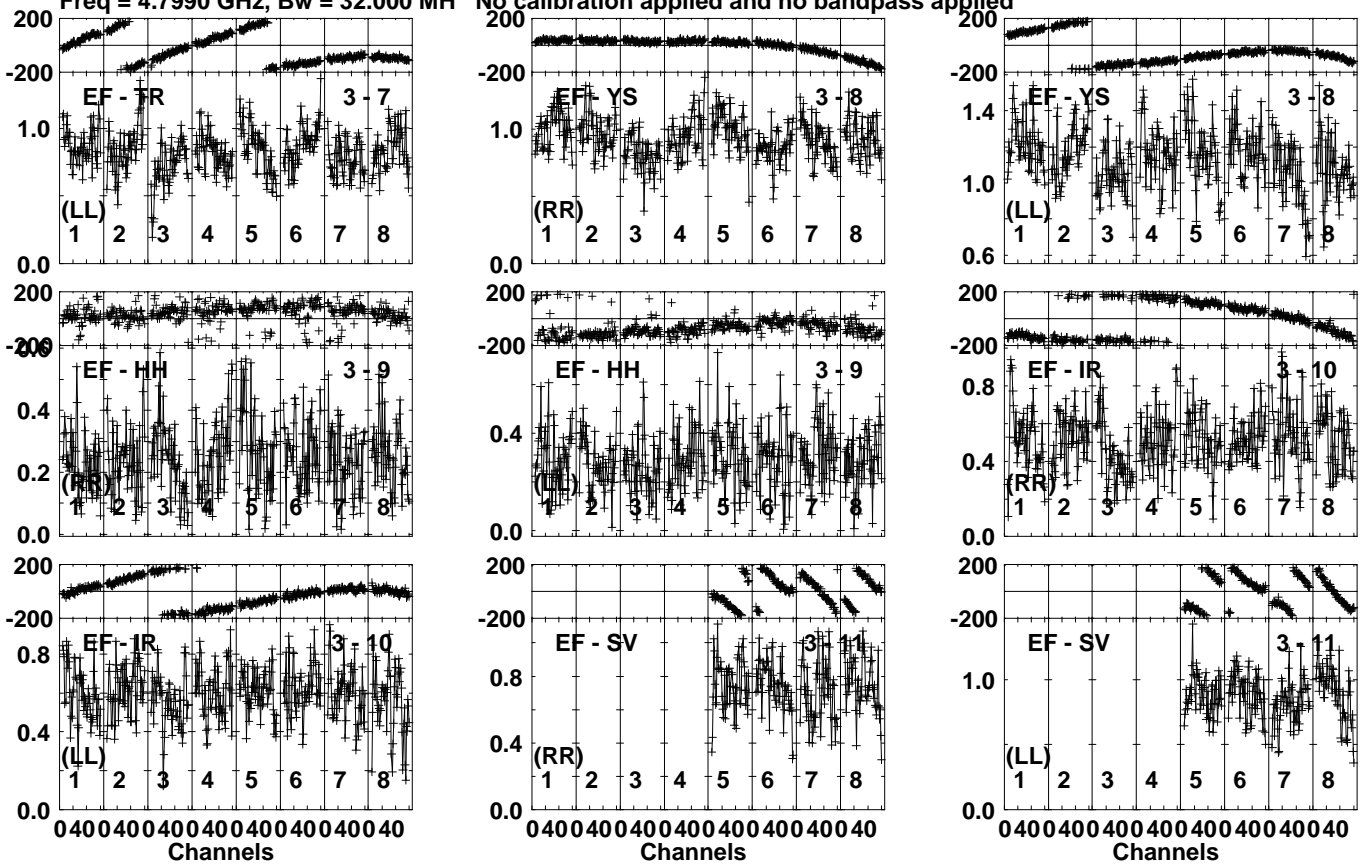 Freq = 4.7990 GHz, Bw = 32.000 MH No calibration applied and no bandpass applied
200
-200
EF - TR 3 - 7
1.0
(LL)
1 2 3 4 5 6 7 8
0.0
200
-200
EF - YS 3 - 8
1.0
(RR)
1 2 3 4 5 6 7 8
0.0
200
-200
EF - YS 3 - 8
1.4
1.0
(LL)
1 2 3 4 5 6 7 8
0.6
200
-200
0.6
EF - HH 3 - 9
0.4
0.2
(RR)
1 2 3 4 5 6 7 8
0.0
200
-200
EF - HH 3 - 9
0.4
(LL)
1 2 3 4 5 6 7 8
0.0
200
-200
EF - IR 3 - 10
0.8
0.4
(RR)
1 2 3 4 5 6 7 8
0.0
200
-200
EF - IR 3 - 10
0.8
0.4
(LL)
1 2 3 4 5 6 7 8
0.0
0 40 0 40 0 40 0 40 0 40 0 40 0 40 0 40
Channels
200
-200
EF - SV 3 - 11
0.8
0.4
(RR)
1 2 3 4 5 6 7 8
0.0
0 40 0 40 0 40 0 40 0 40 0 40 0 40 0 40
Channels
200
-200
EF - SV 3 - 11
1.0
(LL)
1 2 3 4 5 6 7 8
0.0
0 40 0 40 0 40 0 40 0 40 0 40 0 40 0 40
Channels